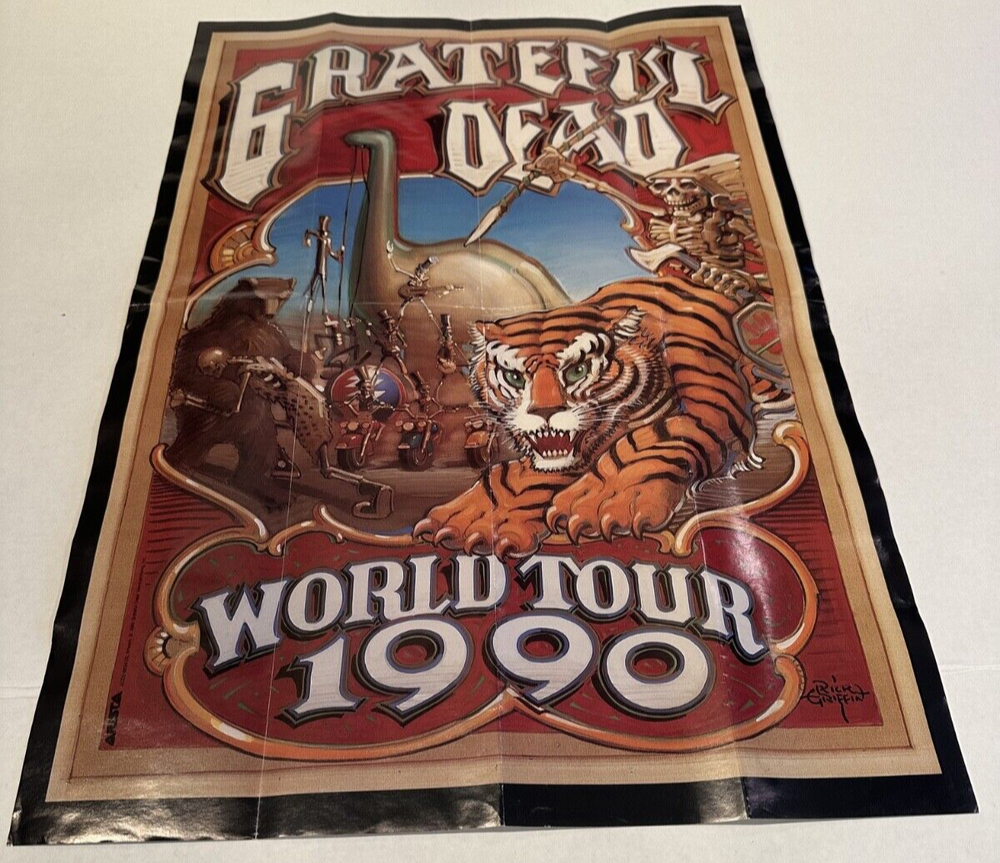 GRATEFUL
DEAD
WORLD TOUR
1990
RICK
GRIFFIN
ARISTA